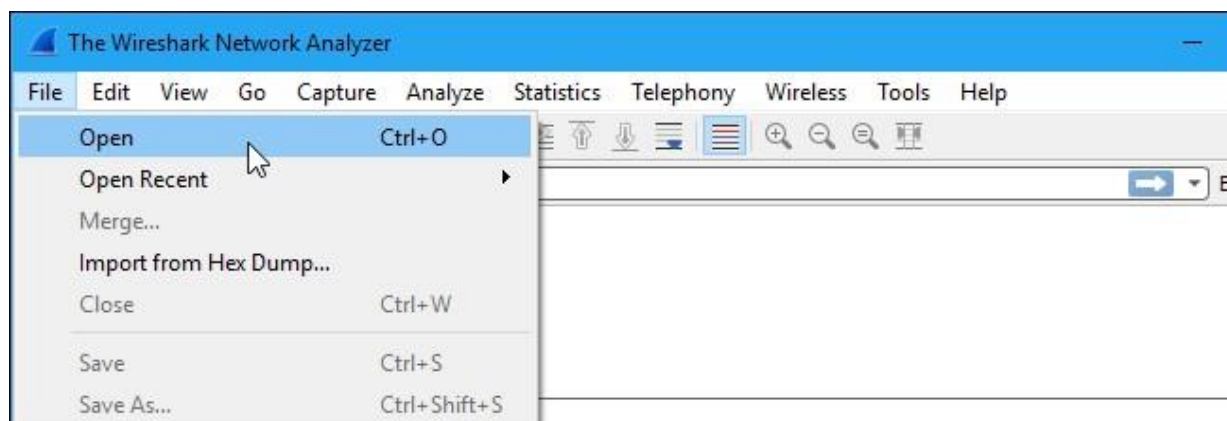 The Wireshark Network Analyzer
File Edit View Go Capture Analyze Statistics Telephony Wireless Tools Help
Open Ctrl+O
Open Recent
Merge...
Import from Hex Dump...
Close Ctrl+W
Save Ctrl+S
Save As... Ctrl+Shift+S